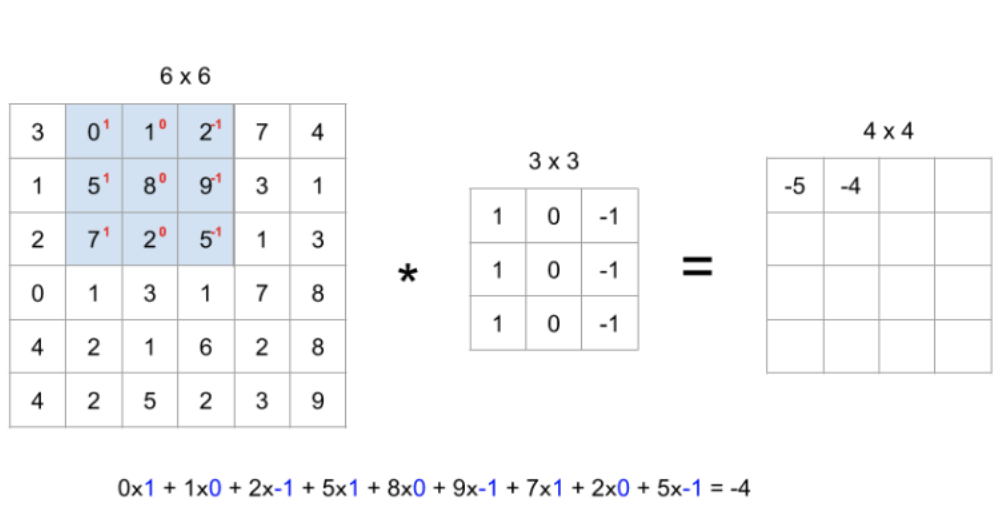 6 x 6
3 0 1 1 0 2 -1 7 4
1 5 1 8 0 9 -1 3 1
2 7 1 2 0 5 -1 1 3
0 1 3 1 7 8
4 2 1 6 2 8
4 2 5 2 3 9
*
3 x 3
1 0 -1
1 0 -1
1 0 -1
=
4 x 4
-5 -4
0x1 + 1x0 + 2x-1 + 5x1 + 8x0 + 9x-1 + 7x1 + 2x0 + 5x-1 = -4